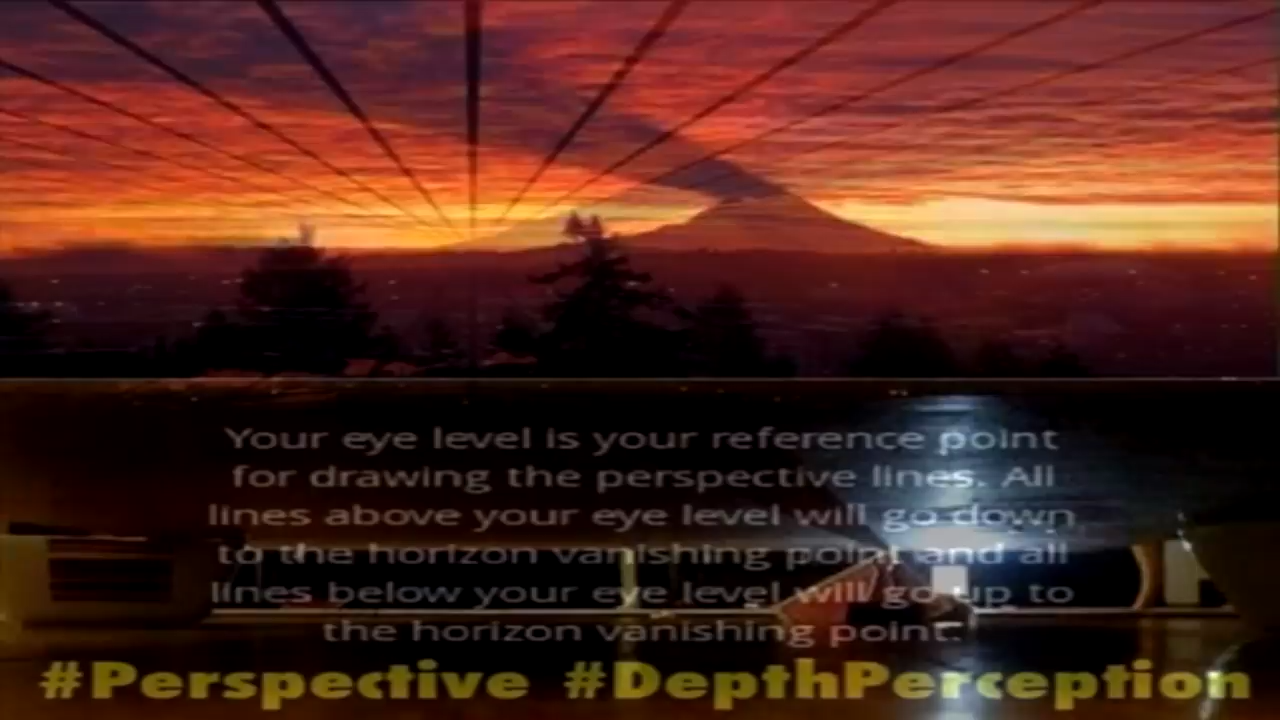 Your eye level is your reference point
for drawing the perspective lines. All
lines above your eye level will go down
to the horizon vanishing point and all
lines below your eye level will go up to
the horizon vanishing point.
#Perspective #DepthPerception